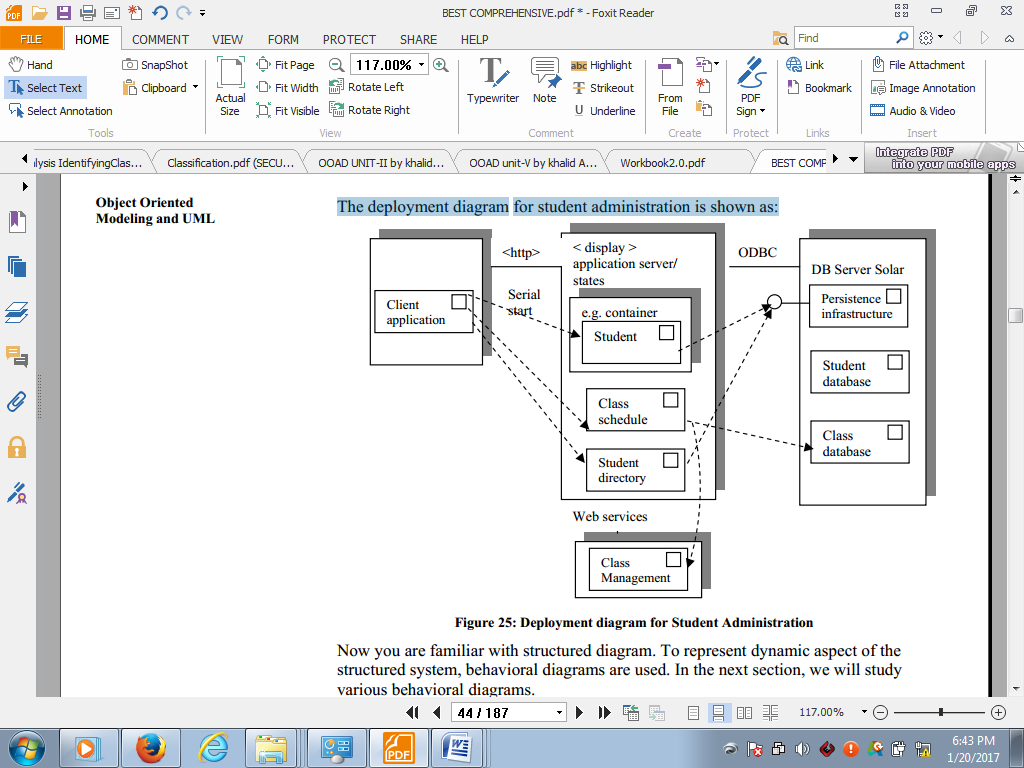 BEST COMPREHENSIVE.pdf * - Foxit Reader
FILE
HOME
COMMENT
VIEW
FORM
PROTECT
SHARE
HELP
Find
Hand
Select Text
Select Annotation
SnapShot
Clipboard
Tools
Actual
Size
Fit Page
Fit Width
Fit Visible
117.00%
Rotate Left
Rotate Right
View
Typewriter
Note
Highlight
Strikeout
Underline
Comment
From
File
Create
PDF
Sign
Protect
Link
Bookmark
Links
File Attachment
Image Annotation
Audio & Video
Insert
lysis IdentifyingClas...
Classification.pdf (SECU...
OOAD UNIT-II by khalid...
OOAD unit-V by khalid A...
Workbook2.0.pdf
BEST COMP
Integrate PDF
into your mobile apps
Object Oriented
Modeling and UML
The deployment diagram for student administration is shown as:
<http>
Serial
start
Client
application
< display >
application server/
states
e.g. container
Student
Class
schedule
Student
directory
ODBC
DB Server Solar
Persistence
infrastructure
Student
database
Class
database
Web services
Class
Management
Figure 25: Deployment diagram for Student Administration
Now you are familiar with structured diagram. To represent dynamic aspect of the
structured system, behavioral diagrams are used. In the next section, we will study
various behavioral diagrams.
44 / 187
117.00%
6:43 PM
1/20/2017